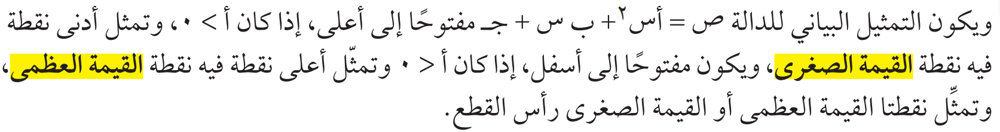 ويكون التمثيل البياني للدالة ص = أس٢ + ب س + جـ مفتوحًا إلى أعلى، إذا كان أ > ٠، وتمثل أدنى نقطة
فيه نقطة القيمة الصغرى، ويكون مفتوحًا إلى أسفل، إذا كان أ < ٠ وتمثّل أعلى نقطة فيه نقطة القيمة العظمى،
وتمثِّل نقطتا القيمة العظمى أو القيمة الصغرى رأس القطع.